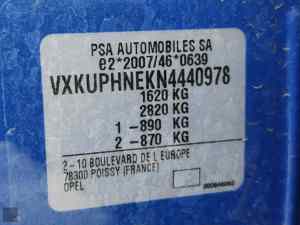 PSA AUTOMOBILES SA
e2*2007/46*0639
VXKUPHNEKN4440978
1620 KG
2820 KG
1 -890 KG
2 -870 KG
2 - 10 BOULEVARD DE L EUROPE
78300 POISSY (FRANCE)
OPEL